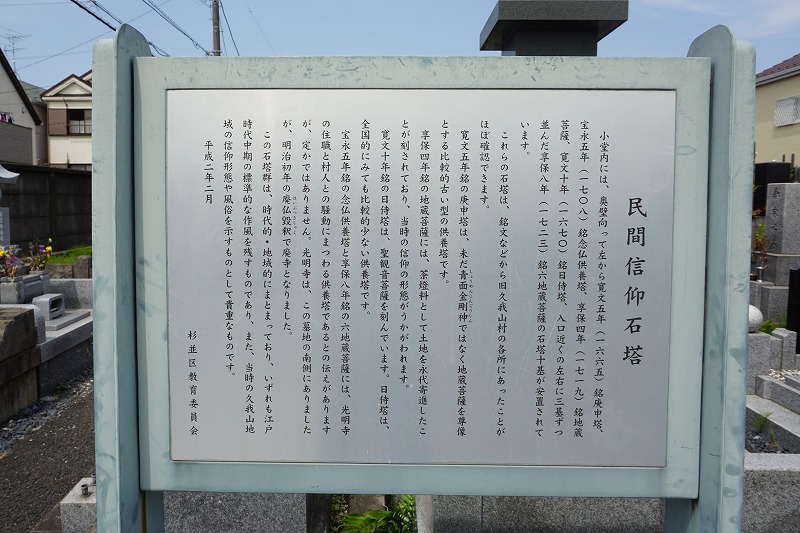 民間信仰石塔
小堂内には、奥壁向って左から寛文五年（一六六五）銘庚申塔、
宝永五年（一七〇八）銘念仏供養塔、享保四年（一七一九）銘地蔵
菩薩、寛文十年（一六七〇）銘日侍塔、入口近くの左右に三基ずつ
並んだ享保八年（一七二三）銘六地蔵菩薩の石塔十基が安置されて
います。
これらの石塔は、銘文などから旧久我山村の各所にあったことが
ほぼ確認できます。
寛文五年銘の庚申塔は、未だ青面金剛神ではなく地蔵菩薩を尊像
とする比較的古い型の供養塔です。
享保四年銘の地蔵菩薩には、茶燈料として土地を永代寄進したこ
とが刻されており、当時の信仰の形態がうかがわれます。
寛文十年銘の日侍塔は、聖観音菩薩を刻んでいます。日侍塔は、
全国的にみても比較的少ない供養塔です。
宝永五年銘の念仏供養塔と享保八年銘の六地蔵菩薩には、光明寺
の住職と村人との騒動にまつわる供養塔であるとの伝えがあります
が、定かではありません。光明寺は、この墓地の南側にありました
が、明治初年の廃仏毀釈で廃寺となりました。
この石塔群は、時代的・地域的にまとまっており、いずれも江戸
時代中期の標準的な作風を残すものであり、また、当時の久我山地
域の信仰形態や風俗を示すものとして貴重なものです。
平成二年二月
杉並区教育委員会